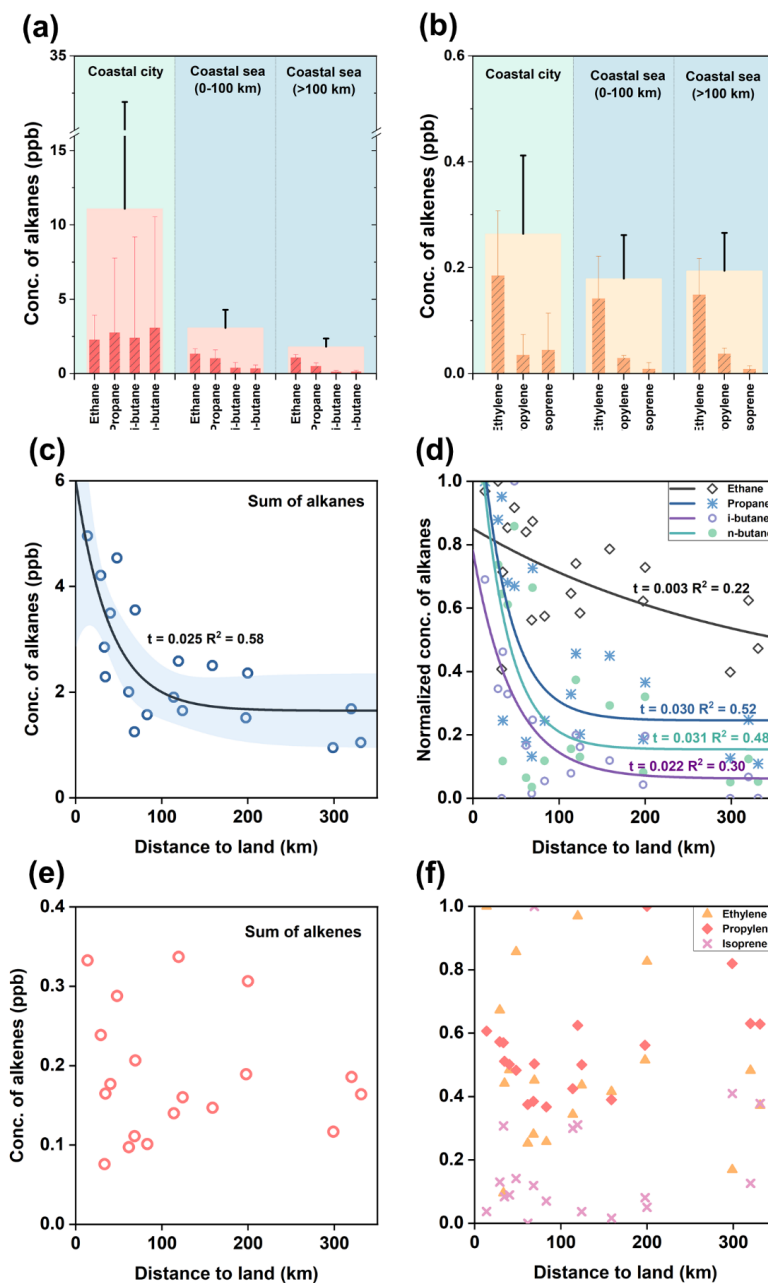 (a)
35
Coastal city
Coastal sea
(0-100 km)
Coastal sea
(>100 km)
15
10
5
0
Conc. of alkanes (ppb)
Ethane
Propane
i-butane
n-butane
Ethane
Propane
i-butane
n-butane
Ethane
Propane
i-butane
n-butane
(b)
0.6
Coastal city
Coastal sea
(0-100 km)
Coastal sea
(>100 km)
0.4
0.2
0.0
Conc. of alkenes (ppb)
Ethylene
opylene
soprene
Ethylene
opylene
soprene
Ethylene
opylene
soprene
(c)
6
4
2
0
Conc. of alkanes (ppb)
Sum of alkanes
t = 0.025 R² = 0.58
0
100
200
300
Distance to land (km)
(d)
1.0
0.8
0.6
0.4
0.2
0.0
Normalized conc. of alkanes
Ethane
Propane
i-butane
n-butane
t = 0.003 R² = 0.22
t = 0.030 R² = 0.52
t = 0.031 R² = 0.48
t = 0.022 R² = 0.30
0
100
200
300
Distance to land (km)
(e)
0.4
0.3
0.2
0.1
0.0
Conc. of alkenes (ppb)
Sum of alkenes
0
100
200
300
Distance to land (km)
(f)
1.0
0.8
0.6
0.4
0.2
0.0
Ethylene
Propylene
Isoprene
0
100
200
300
Distance to land (km)